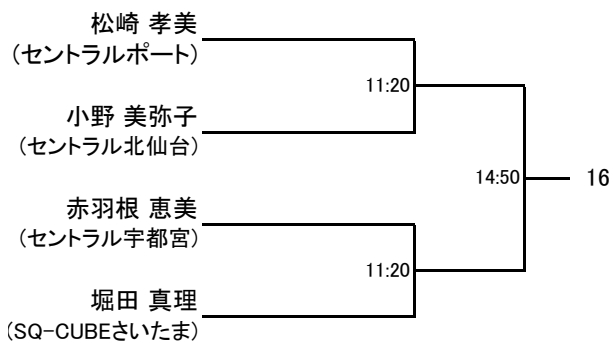 松崎 孝美
(セントラルポート)
11:20
小野 美弥子
(セントラル北仙台)
14:50
16
赤羽根 恵美
(セントラル宇都宮)
11:20
堀田 真理
(SQ-CUBEさいたま)